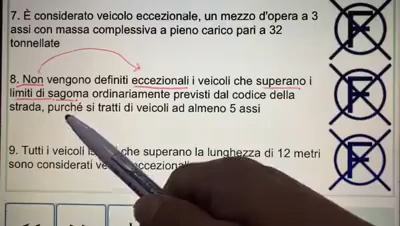 7. È considerato veicolo eccezionale, un mezzo d'opera a 3
assi con massa complessiva a pieno carico pari a 32
tonnellate
F
8. Non vengono definiti eccezionali i veicoli che superano i
limiti di sagoma ordinariamente previsti dal codice della
strada, purché si tratti di veicoli ad almeno 5 assi
F
9. Tutti i veicoli che superano la lunghezza di 12 metri
sono considerati
F